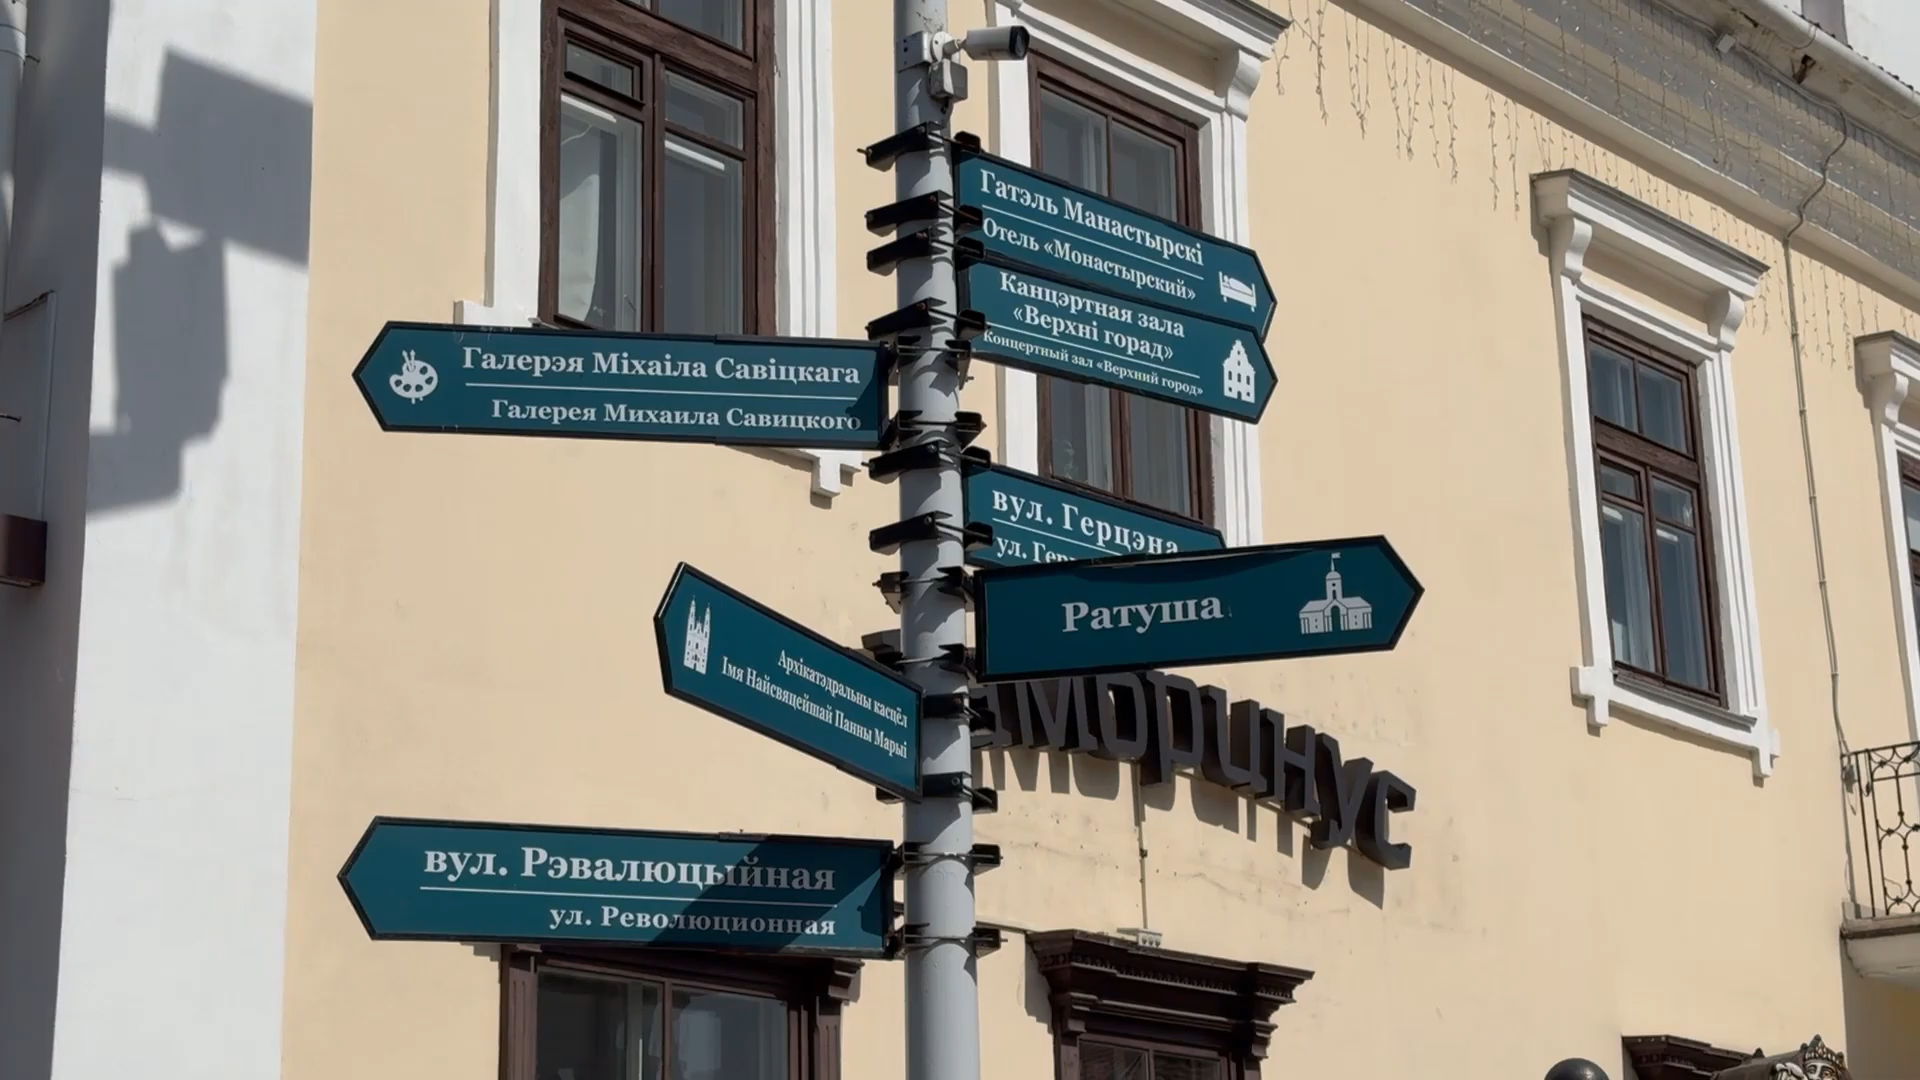 Гатэль Манастырскі
Отель «Монастырский»
Канцэртная зала
«Верхні горад»
Концертный зал «Верхний город»
Галерэя Міхаіла Савіцкага
Галерея Михаила Савицкого
вул. Герцэна
ул.
Ратуша
Архікатэдральны касцёл
Імя Найсвяцейшай Панны Марыі
вул. Рэвалюцыйная
ул. Революционная